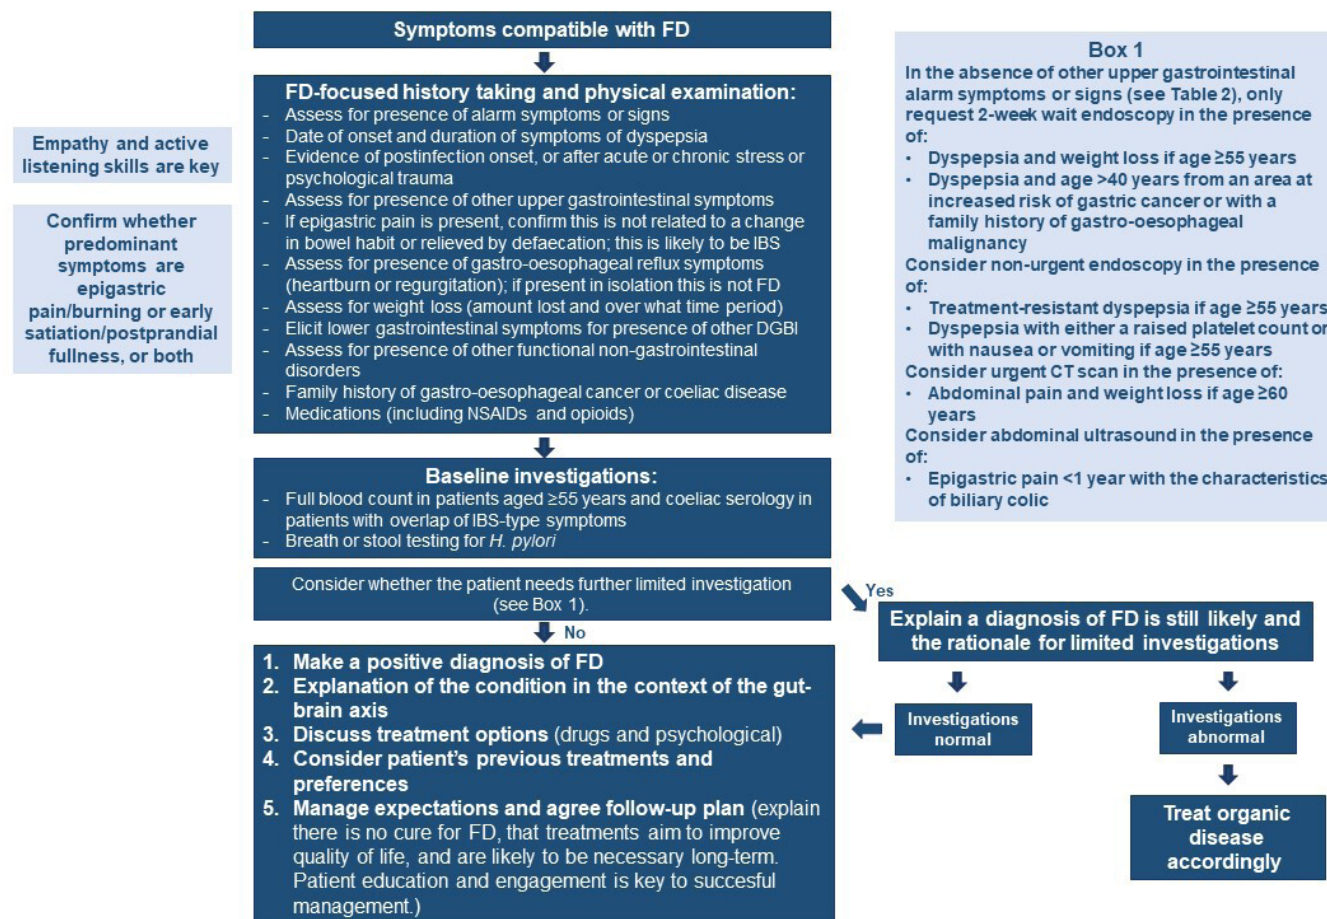 Symptoms compatible with FD
FD-focused history taking and physical examination:
- Assess for presence of alarm symptoms or signs
- Date of onset and duration of symptoms of dyspepsia
- Evidence of postinfection onset, or after acute or chronic stress or
psychological trauma
- Assess for presence of other upper gastrointestinal symptoms
- If epigastric pain is present, confirm this is not related to a change
in bowel habit or relieved by defaecation; this is likely to be IBS
- Assess for presence of gastro-oesophageal reflux symptoms
(heartburn or regurgitation); if present in isolation this is not FD
- Assess for weight loss (amount lost and over what time period)
- Elicit lower gastrointestinal symptoms for presence of other DGBI
- Assess for presence of other functional non-gastrointestinal
disorders
- Family history of gastro-oesophageal cancer or coeliac disease
- Medications (including NSAIDs and opioids)
Empathy and active
listening skills are key
Confirm whether
predominant
symptoms are
epigastric
pain/burning or early
satiation/postprandial
fullness, or both
Box 1
In the absence of other upper gastrointestinal
alarm symptoms or signs (see Table 2), only
request 2-week wait endoscopy in the presence
of:
• Dyspepsia and weight loss if age ≥55 years
• Dyspepsia and age >40 years from an area at
increased risk of gastric cancer or with a
family history of gastro-oesophageal
malignancy
Consider non-urgent endoscopy in the presence
of:
• Treatment-resistant dyspepsia if age ≥55 years
• Dyspepsia with either a raised platelet count or
with nausea or vomiting if age ≥55 years
Consider urgent CT scan in the presence of:
• Abdominal pain and weight loss if age ≥60
years
Consider abdominal ultrasound in the presence
of:
• Epigastric pain <1 year with the characteristics
of biliary colic
Baseline investigations:
- Full blood count in patients aged ≥55 years and coeliac serology in
patients with overlap of IBS-type symptoms
- Breath or stool testing for H. pylori
Consider whether the patient needs further limited investigation
(see Box 1).
Yes
No
Explain a diagnosis of FD is still likely and
the rationale for limited investigations
Investigations
normal
Investigations
abnormal
Treat organic
disease
accordingly
1. Make a positive diagnosis of FD
2. Explanation of the condition in the context of the gut-
brain axis
3. Discuss treatment options (drugs and psychological)
4. Consider patient's previous treatments and
preferences
5. Manage expectations and agree follow-up plan (explain
there is no cure for FD, that treatments aim to improve
quality of life, and are likely to be necessary long-term.
Patient education and engagement is key to succesful
management.)